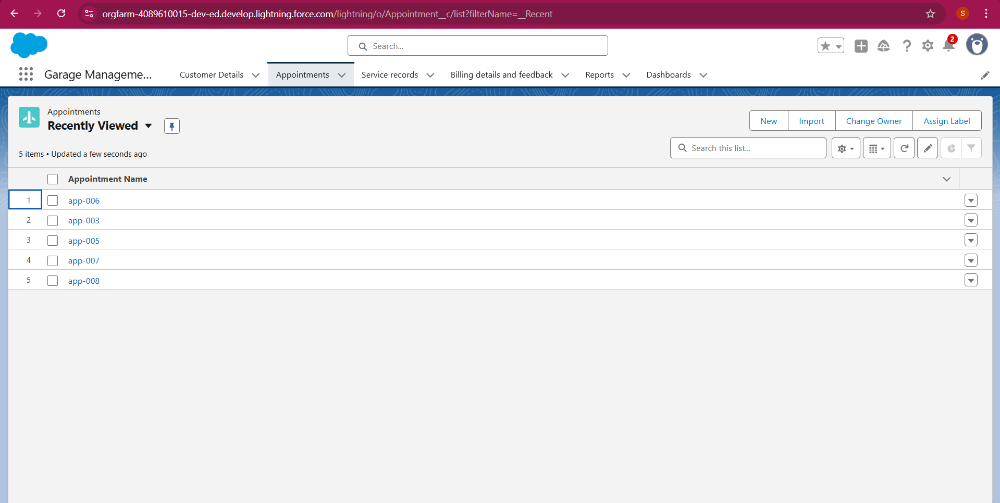 orgfarm-4089610015-dev-ed.develop.lightning.force.com/lightning/o/Appointment__c/list?filterName=__Recent
S
Search...
2
Garage Manageme...
Customer Details
Appointments
Service records
Billing details and feedback
Reports
Dashboards
Appointments
Recently Viewed
New
Import
Change Owner
Assign Label
5 items • Updated a few seconds ago
Search this list...
Appointment Name
1 app-006
2 app-003
3 app-005
4 app-007
5 app-008